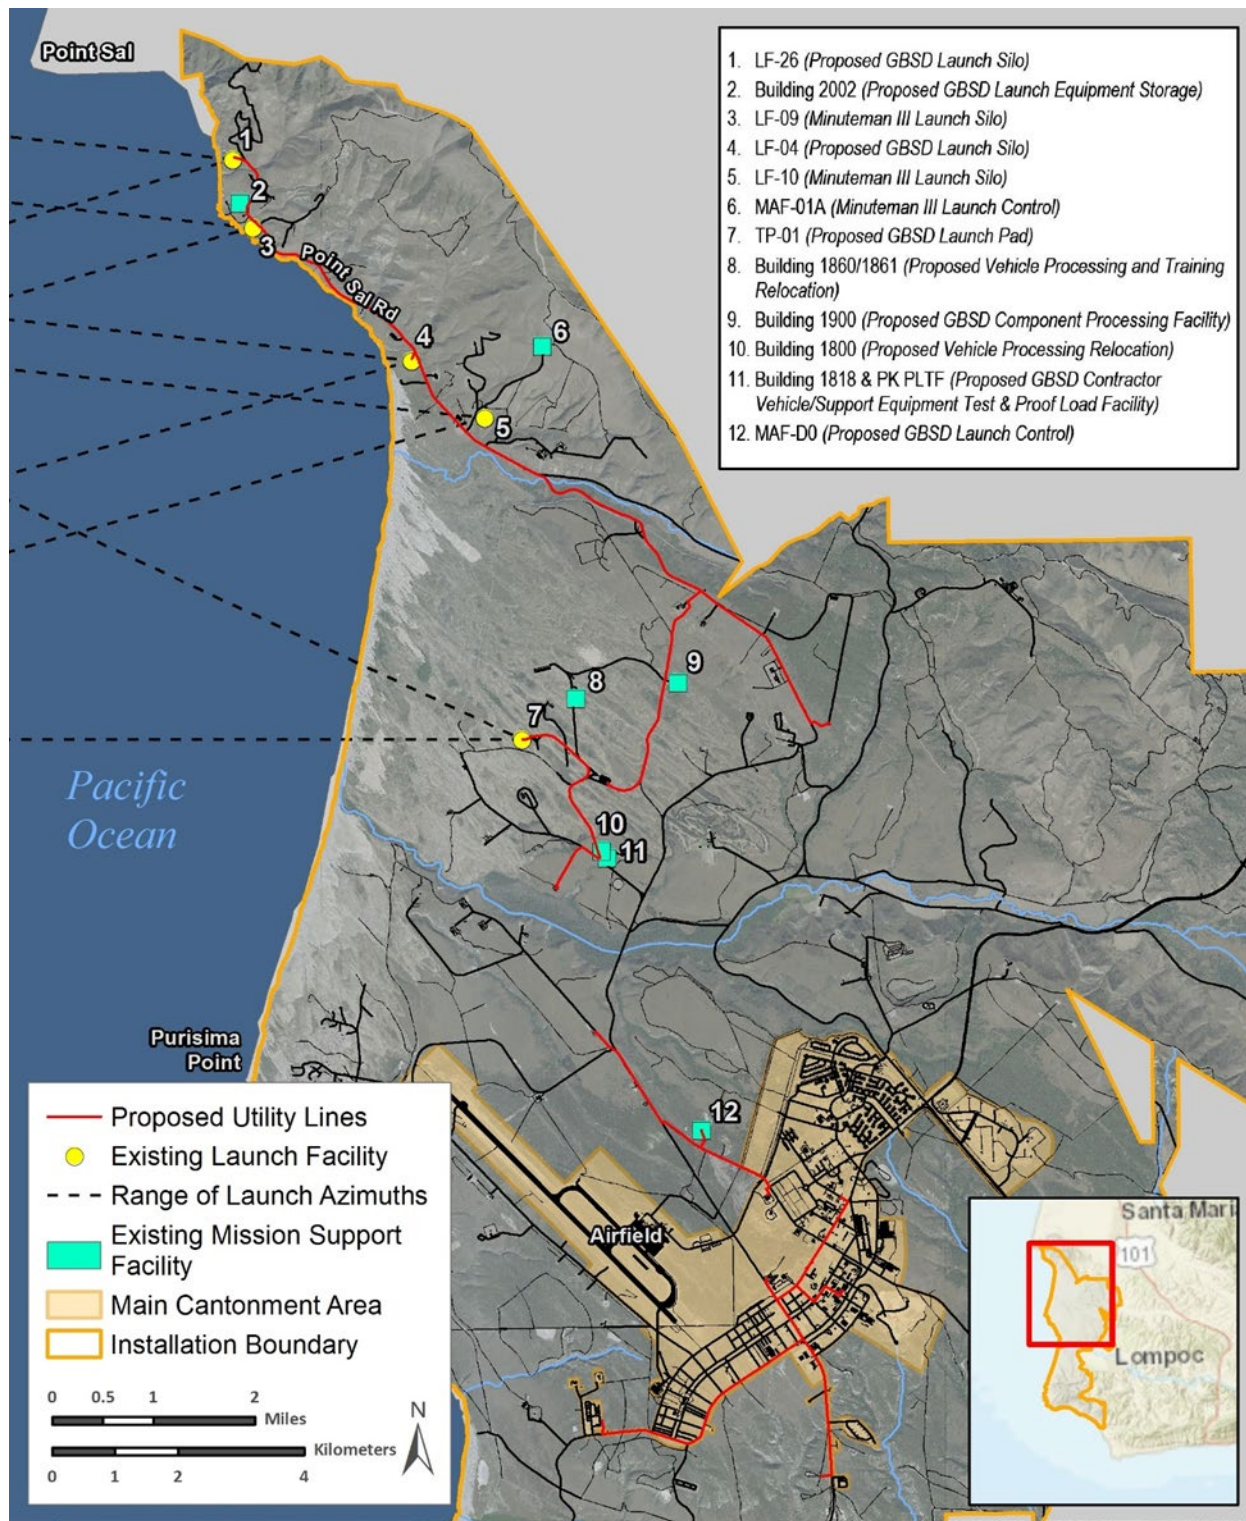 Point Sal
1. LF-26 (Proposed GBSD Launch Silo)
2. Building 2002 (Proposed GBSD Launch Equipment Storage)
3. LF-09 (Minuteman III Launch Silo)
4. LF-04 (Proposed GBSD Launch Silo)
5. LF-10 (Minuteman III Launch Silo)
6. MAF-01A (Minuteman III Launch Control)
7. TP-01 (Proposed GBSD Launch Pad)
8. Building 1860/1861 (Proposed Vehicle Processing and Training
Relocation)
9. Building 1900 (Proposed GBSD Component Processing Facility)
10. Building 1800 (Proposed Vehicle Processing Relocation)
11. Building 1818 & PK PLTF (Proposed GBSD Contractor
Vehicle/Support Equipment Test & Proof Load Facility)
12. MAF-D0 (Proposed GBSD Launch Control)
1
2
3
Point Sal Rd
4
6
5
9
8
7
Pacific
Ocean
10
11
Purisima
Point
12
Airfield
Proposed Utility Lines
Existing Launch Facility
Range of Launch Azimuths
Existing Mission Support
Facility
Main Cantonment Area
Installation Boundary
0 0.5 1 2
Miles
Kilometers
0 1 2 4
N
Santa Maria
101
Lompoc